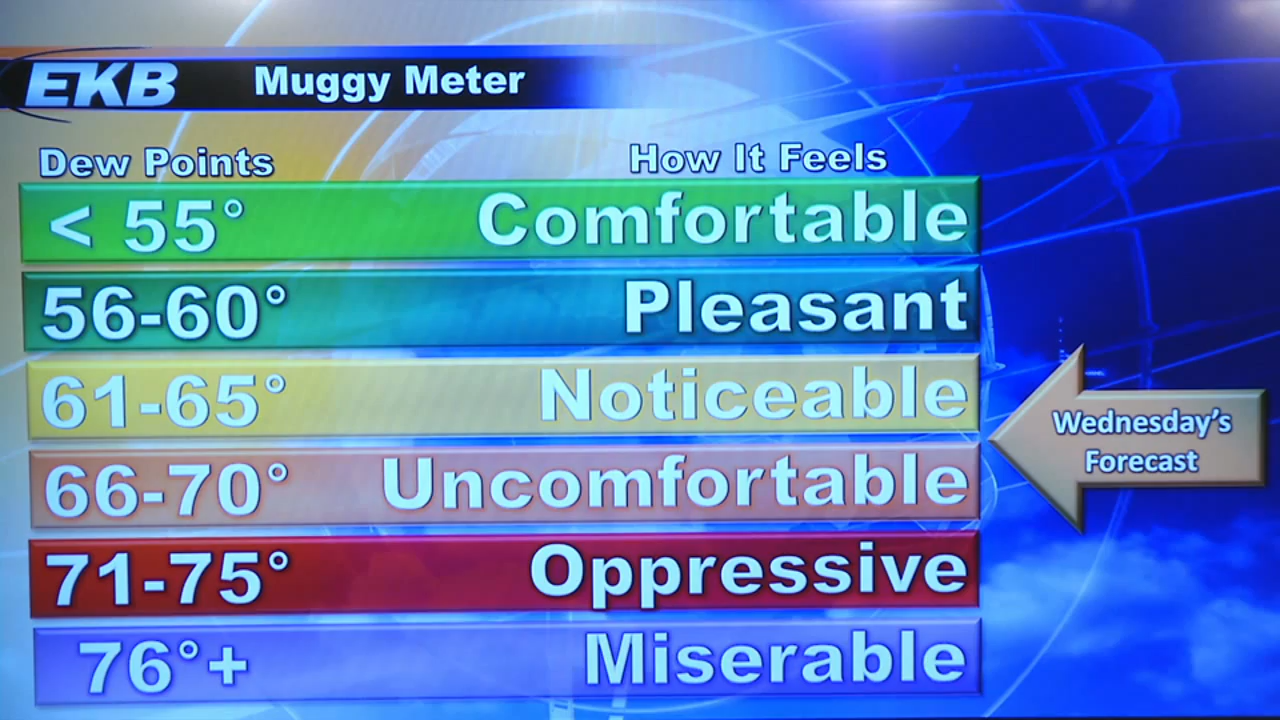 EKB Muggy Meter
Dew Points How It Feels
< 55° Comfortable
56-60° Pleasant
61-65° Noticeable
66-70° Uncomfortable
71-75° Oppressive
76°+ Miserable
Wednesday's
Forecast